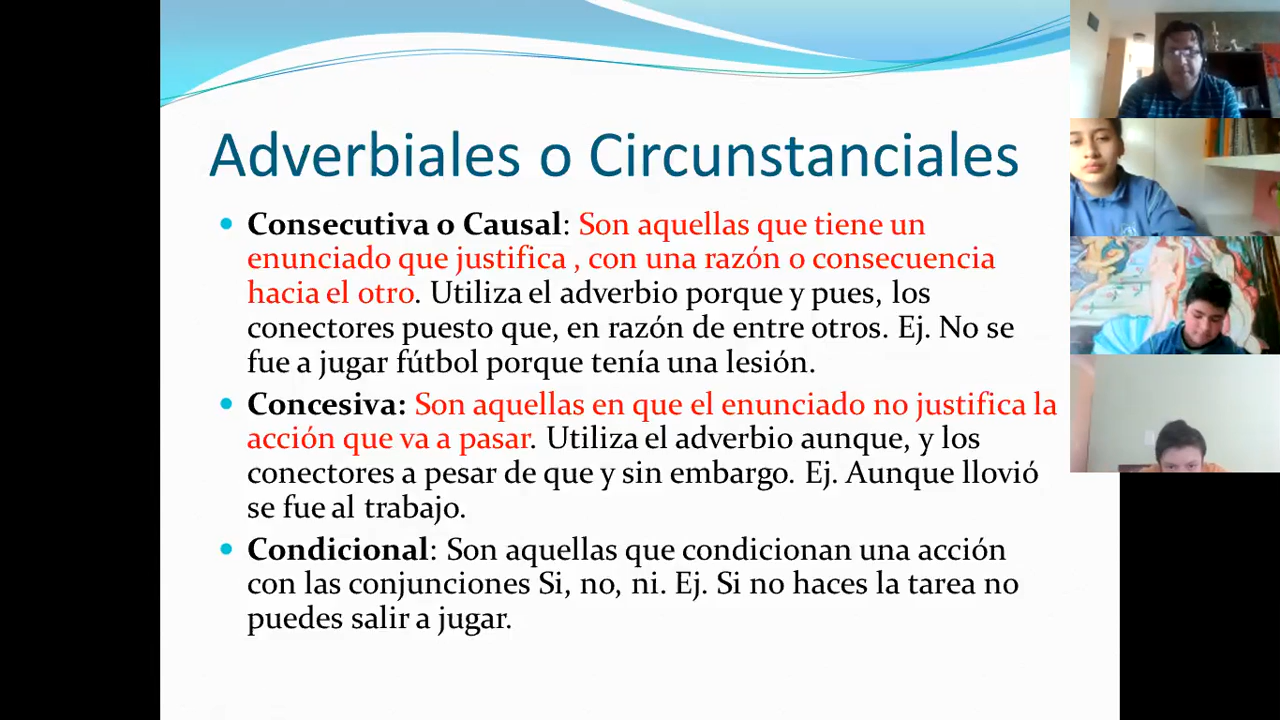 Adverbiales o Circunstanciales
Consecutiva o Causal: Son aquellas que tiene un
enunciado que justifica , con una razón o consecuencia
hacia el otro. Utiliza el adverbio porque y pues, los
conectores puesto que, en razón de entre otros. Ej. No se
fue a jugar fútbol porque tenía una lesión.
Concesiva: Son aquellas en que el enunciado no justifica la
acción que va a pasar. Utiliza el adverbio aunque, y los
conectores a pesar de que y sin embargo. Ej. Aunque llovió
se fue al trabajo.
Condicional: Son aquellas que condicionan una acción
con las conjunciones Si, no, ni. Ej. Si no haces la tarea no
puedes salir a jugar.